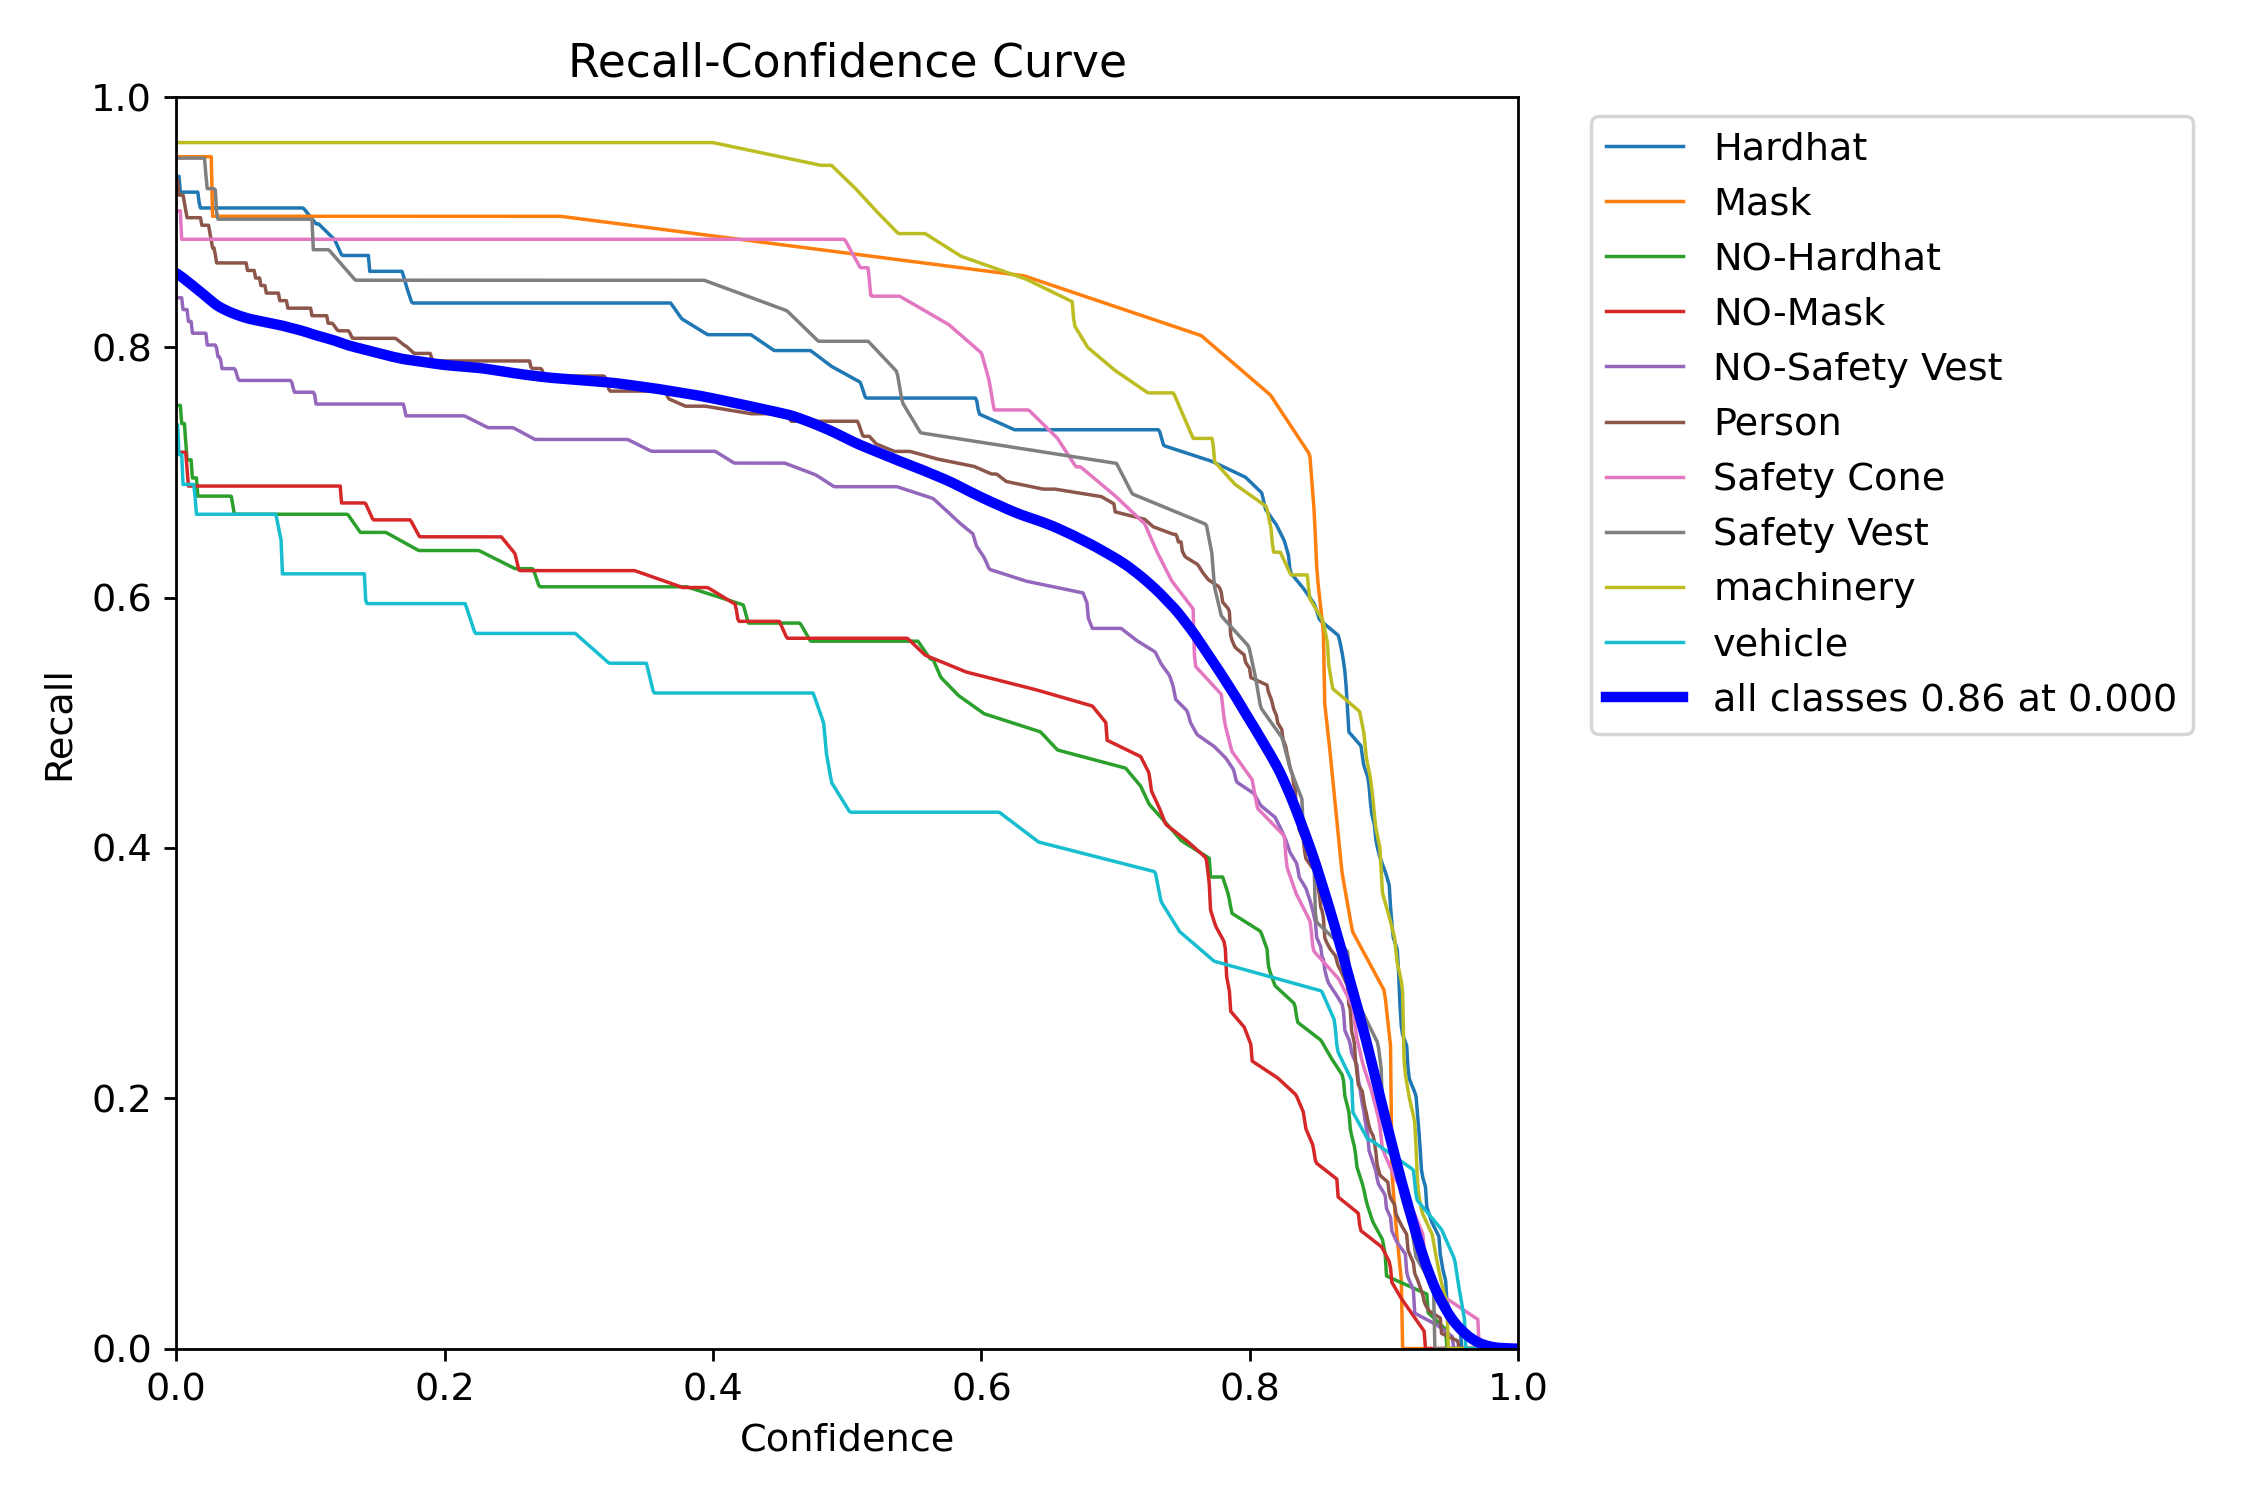 Recall-Confidence Curve
1.0
0.8
0.6
0.4
0.2
0.0
Recall
0.0 0.2 0.4 0.6 0.8 1.0
Confidence
Hardhat
Mask
NO-Hardhat
NO-Mask
NO-Safety Vest
Person
Safety Cone
Safety Vest
machinery
vehicle
all classes 0.86 at 0.000